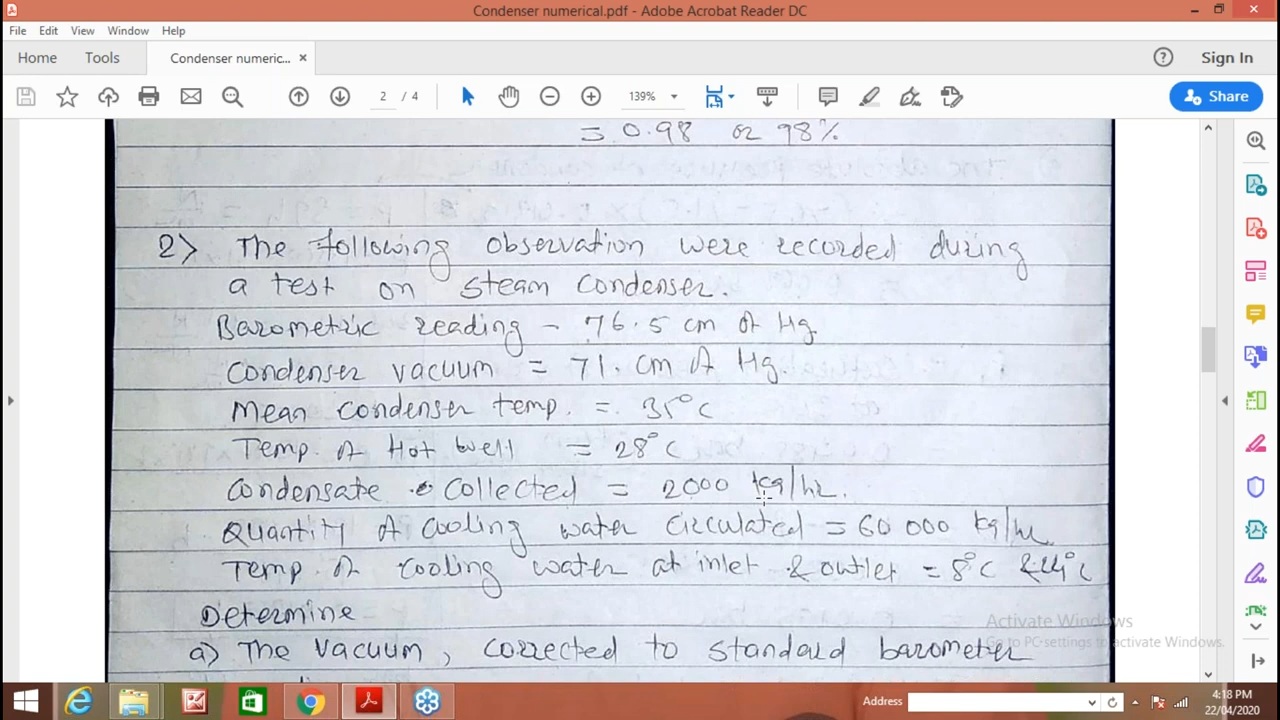 Condenser numerical.pdf - Adobe Acrobat Reader DC
File Edit View Window Help
Home Tools Condenser numeric... × Sign In
2 / 4 139% Share
= 0.98 or 98%
2> The following observation were recorded during
a test on steam condenser.
Barometric reading - 76.5 cm of Hg.
Condenser vacuum = 71. cm of Hg.
Mean condenser temp. = 35°C
Temp. of Hot well = 28°C
Condensate Collected = 2000 kg/hr.
Quantity of cooling water circulated = 60 000 kg/hr
Temp. of cooling water at inlet & outlet = 8°C & 24°C
Determine
a) The vacuum, corrected to standard barometer
Activate Windows
Go to PC settings to activate Windows.
Address
4:18 PM
22/04/2020